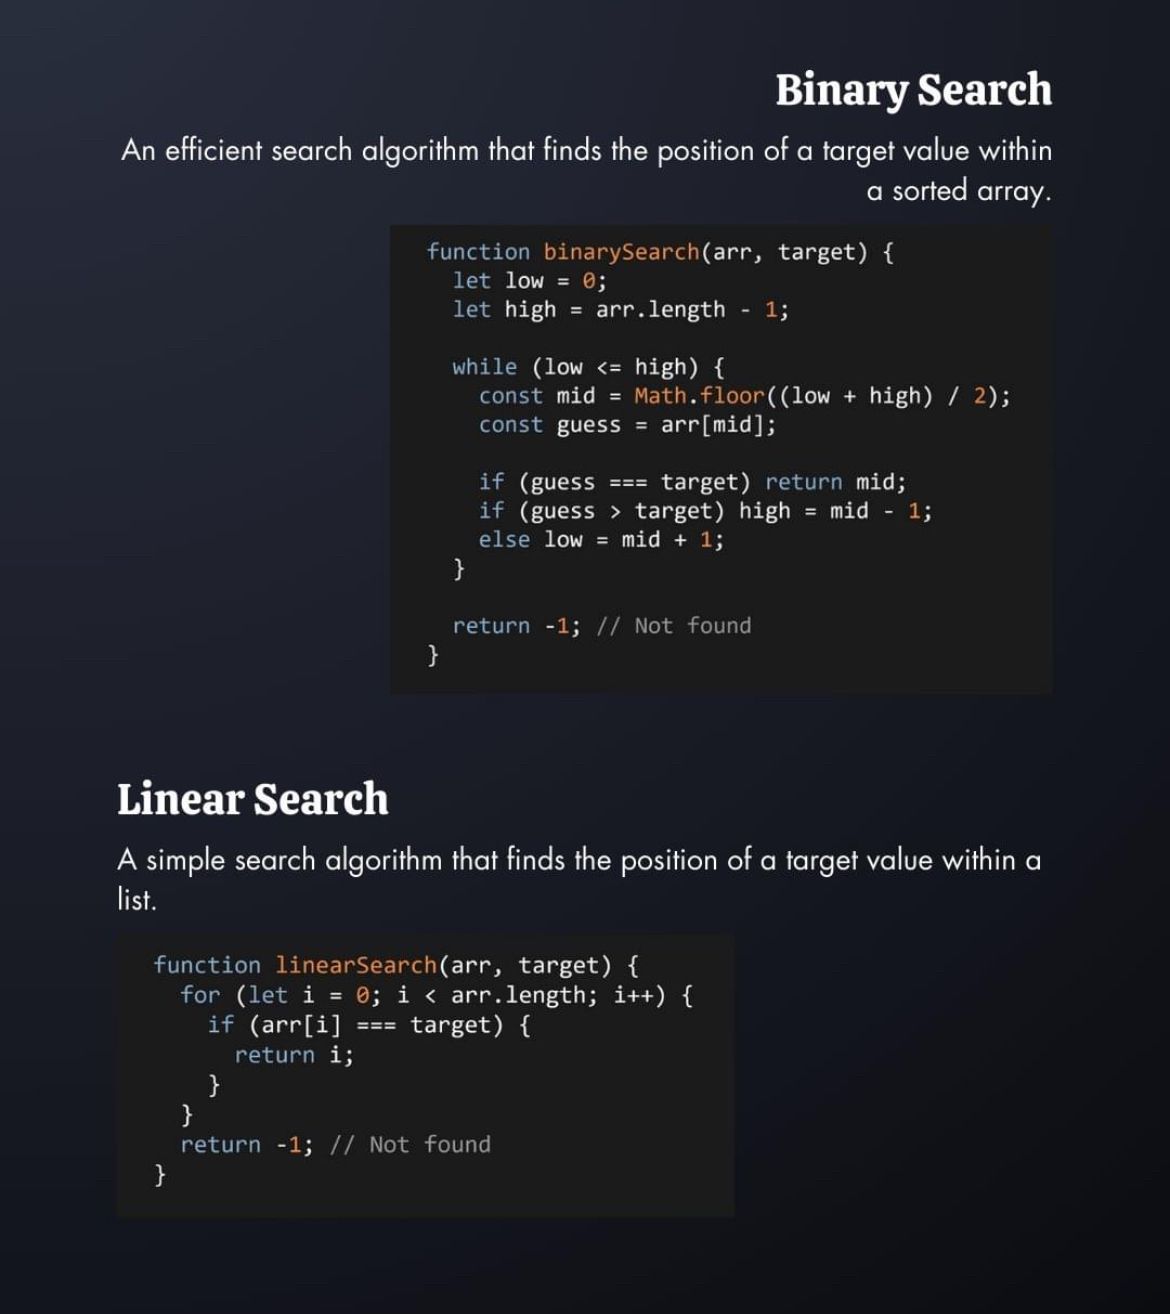 Binary Search
An efficient search algorithm that finds the position of a target value within
a sorted array.
function binarySearch(arr, target) {
  let low = 0;
  let high = arr.length - 1;

  while (low <= high) {
    const mid = Math.floor((low + high) / 2);
    const guess = arr[mid];

    if (guess === target) return mid;
    if (guess > target) high = mid - 1;
    else low = mid + 1;
  }

  return -1; // Not found
}
Linear Search
A simple search algorithm that finds the position of a target value within a
list.
function linearSearch(arr, target) {
  for (let i = 0; i < arr.length; i++) {
    if (arr[i] === target) {
      return i;
    }
  }
  return -1; // Not found
}